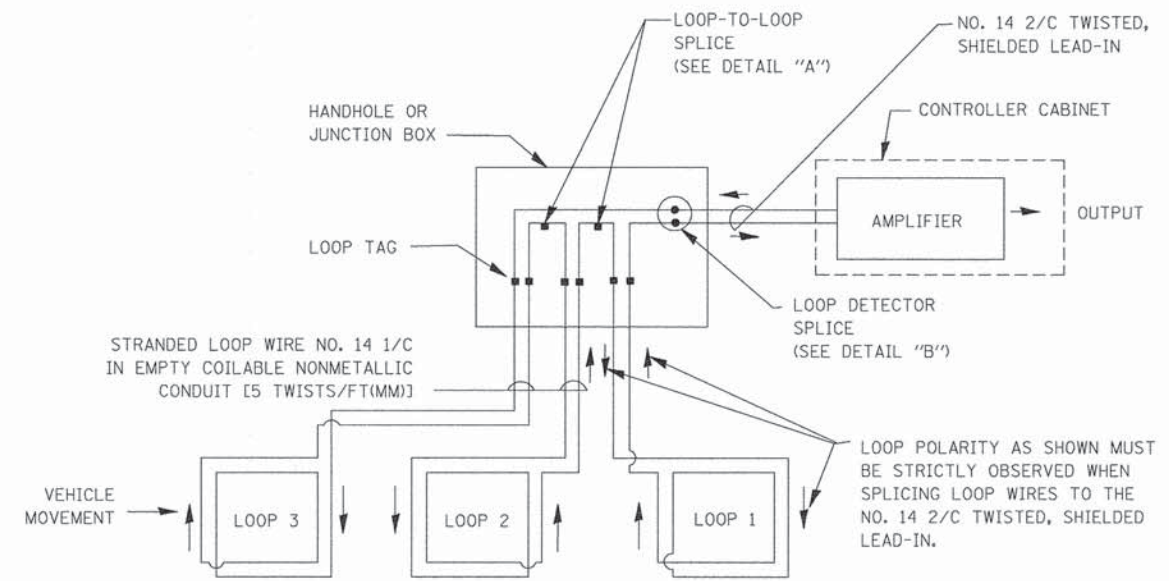 LOOP-TO-LOOP
SPLICE
(SEE DETAIL "A")
NO. 14 2/C TWISTED,
SHIELDED LEAD-IN
HANDHOLE OR
JUNCTION BOX
CONTROLLER CABINET
AMPLIFIER
OUTPUT
LOOP TAG
LOOP DETECTOR
SPLICE
(SEE DETAIL "B")
STRANDED LOOP WIRE NO. 14 1/C
IN EMPTY COILABLE NONMETALLIC
CONDUIT [5 TWISTS/FT(MM)]
LOOP POLARITY AS SHOWN MUST
BE STRICTLY OBSERVED WHEN
SPLICING LOOP WIRES TO THE
NO. 14 2/C TWISTED, SHIELDED
LEAD-IN.
VEHICLE
MOVEMENT
LOOP 3
LOOP 2
LOOP 1